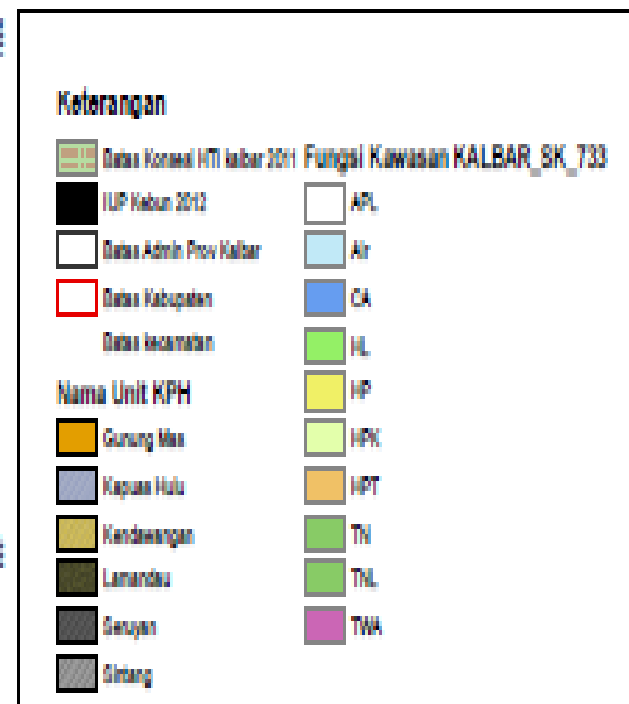 Keterangan
Batas Konsesi HTI kalbar 2011
IUP Kebun 2012
Batas Admin Prov Kalbar
Batas Kabupaten
Batas kecamatan
Nama Unit KPH
Gunung Mas
Kapuas Hulu
Kendawangan
Lamandau
Seruyan
Sintang
Fungsi Kawasan KALBAR_SK_733
APL
Air
CA
HL
HP
HPK
HPT
TN
TNL
TWA